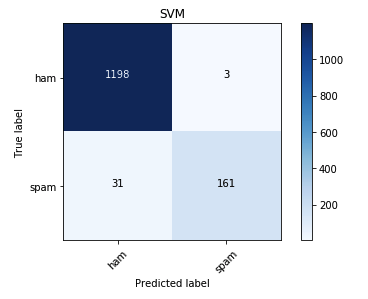 SVM
ham
1198
3
spam
31
161
True label
ham
spam
Predicted label
1000
800
600
400
200